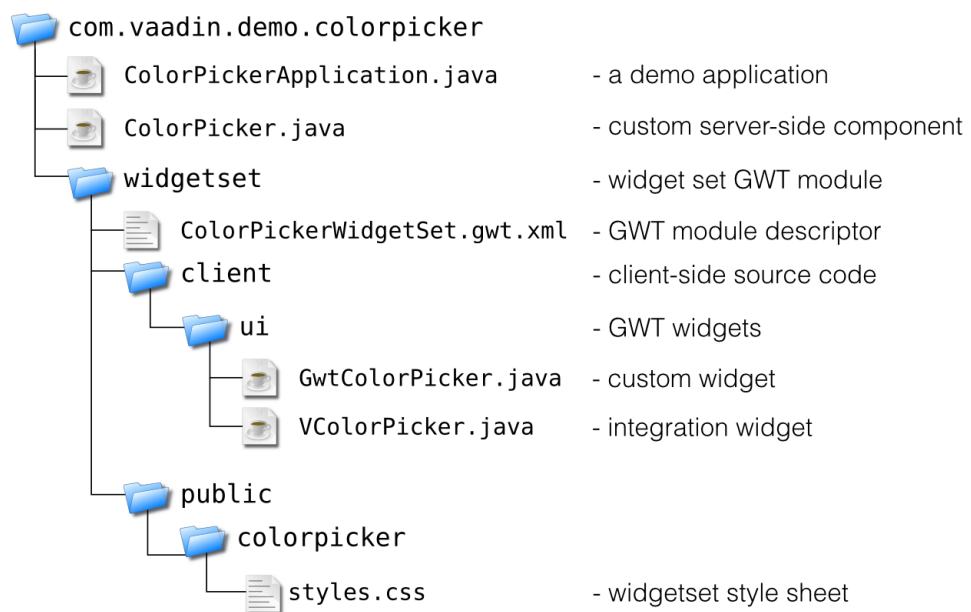 com.vaadin.demo.colorpicker
ColorPickerApplication.java - a demo application
ColorPicker.java - custom server-side component
widgetset - widget set GWT module
ColorPickerWidgetSet.gwt.xml - GWT module descriptor
client - client-side source code
ui - GWT widgets
GwtColorPicker.java - custom widget
VColorPicker.java - integration widget
public
colorpicker
styles.css - widgetset style sheet